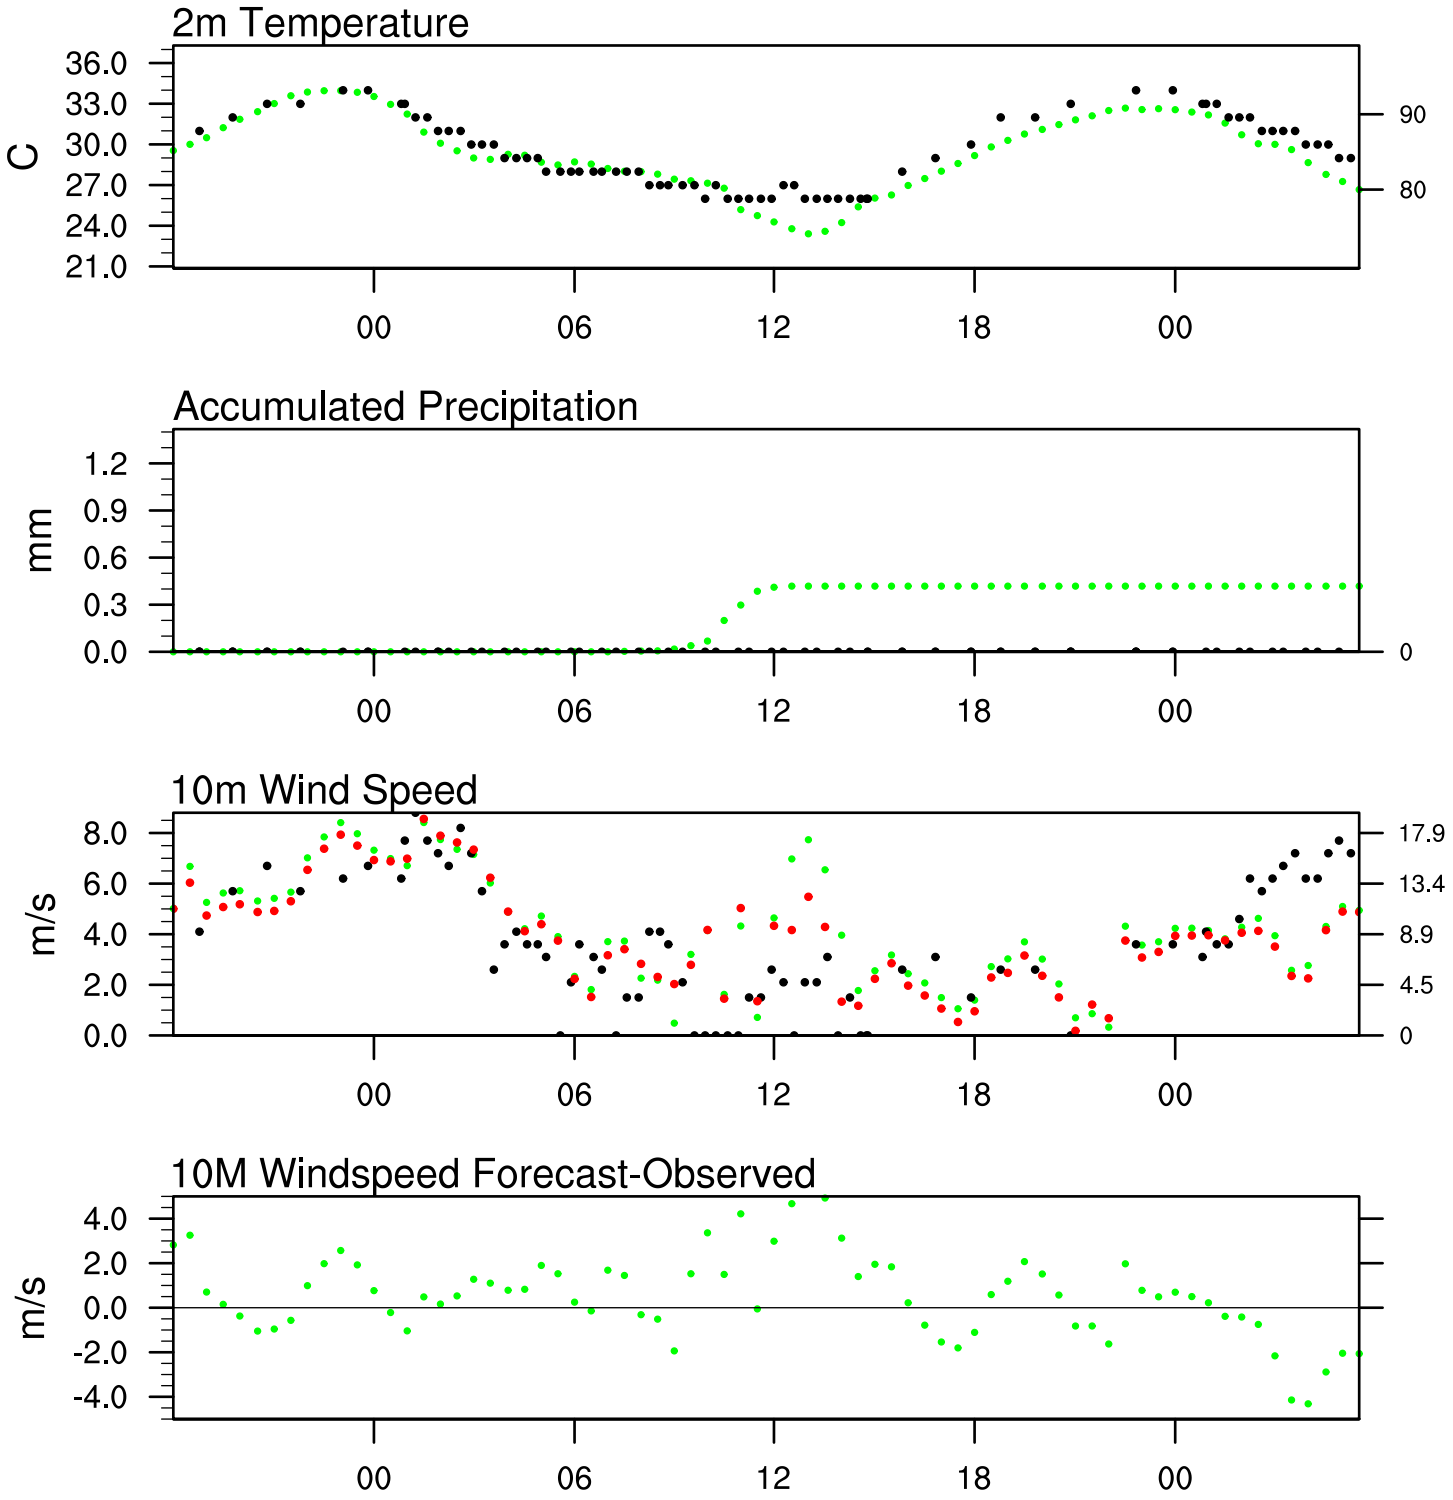 2m Temperature
36.0
33.0
30.0
27.0
24.0
21.0
C
90
80
00 06 12 18 00
Accumulated Precipitation
1.2
0.9
0.6
0.3
0.0
mm
0
00 06 12 18 00
10m Wind Speed
8.0
6.0
4.0
2.0
0.0
m/s
17.9
13.4
8.9
4.5
0
00 06 12 18 00
10M Windspeed Forecast-Observed
4.0
2.0
0.0
-2.0
-4.0
m/s
00 06 12 18 00